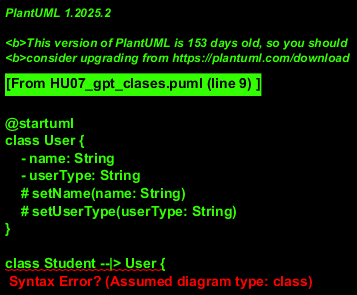 PlantUML 1.2025.2
<b>This version of PlantUML is 153 days old, so you should
<b>consider upgrading from https://plantuml.com/download
[From HU07_gpt_clases.puml (line 9) ]
@startuml
class User {
- name: String
- userType: String
# setName(name: String)
# setUserType(userType: String)
}
class Student --|> User {
Syntax Error? (Assumed diagram type: class)